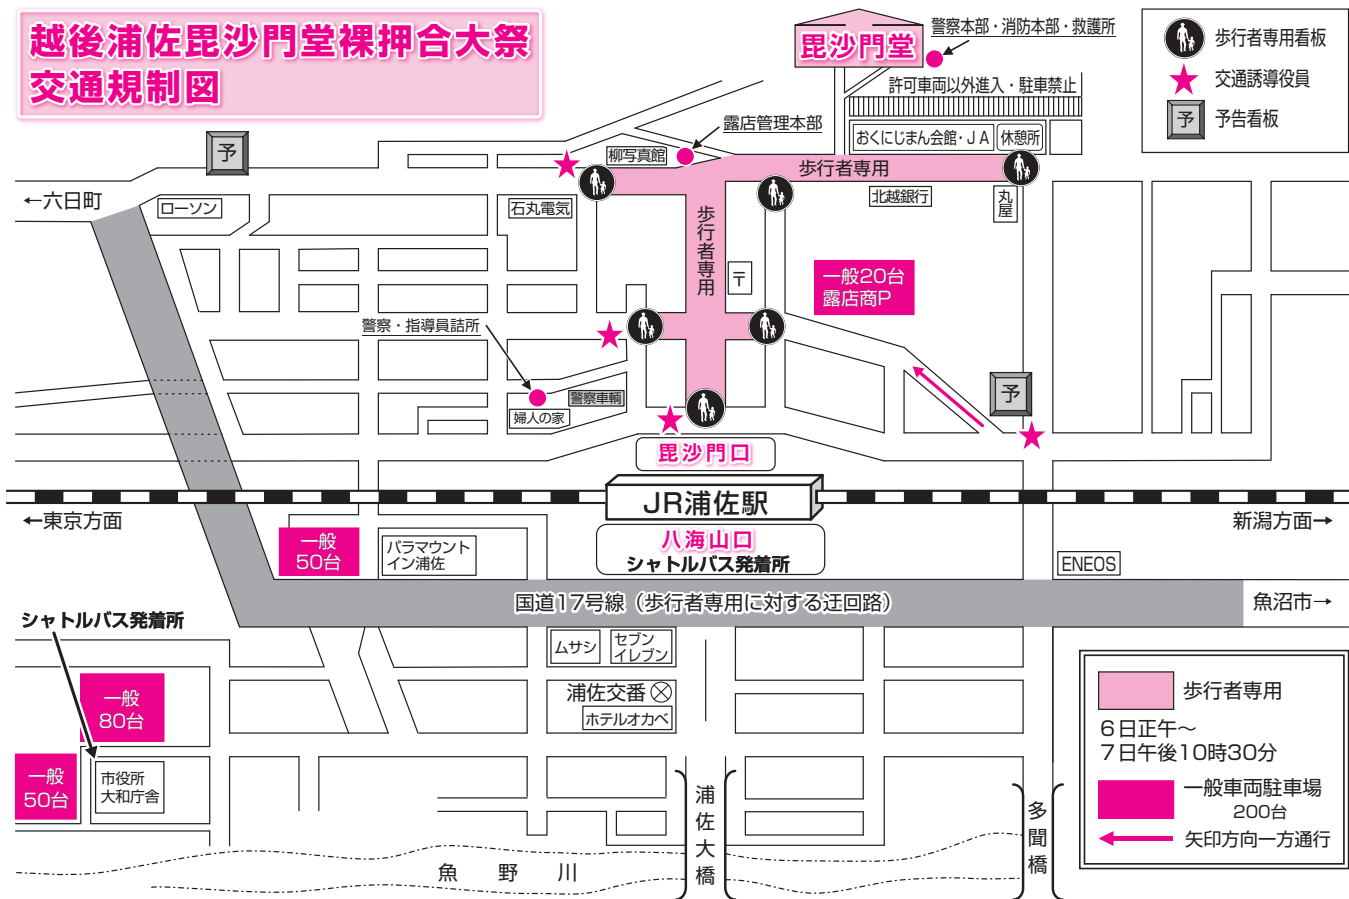 越後浦佐毘沙門堂裸押合大祭
交通規制図
毘沙門堂
警察本部・消防本部・救護所
歩行者専用看板
交通誘導役員
予
予告看板
許可車両以外進入・駐車禁止
露店管理本部
おくにじまん会館・ＪＡ
休憩所
予
柳写真館
歩行者専用
←六日町
ローソン
石丸電気
北越銀行
丸屋
歩行者専用
〒
一般20台
露店商P
警察・指導員詰所
警察車輌
婦人の家
予
毘沙門口
JR浦佐駅
←東京方面
新潟方面→
八海山口
シャトルバス発着所
一般
50台
パラマウント
イン浦佐
ENEOS
国道17号線（歩行者専用に対する迂回路）
魚沼市→
シャトルバス発着所
ムサシ
セブン
イレブン
浦佐交番
ホテルオカベ
一般
80台
一般
50台
市役所
大和庁舎
歩行者専用
６日正午～
７日午後10時30分
一般車両駐車場
200台
矢印方向一方通行
浦佐大橋
多聞橋
魚野川